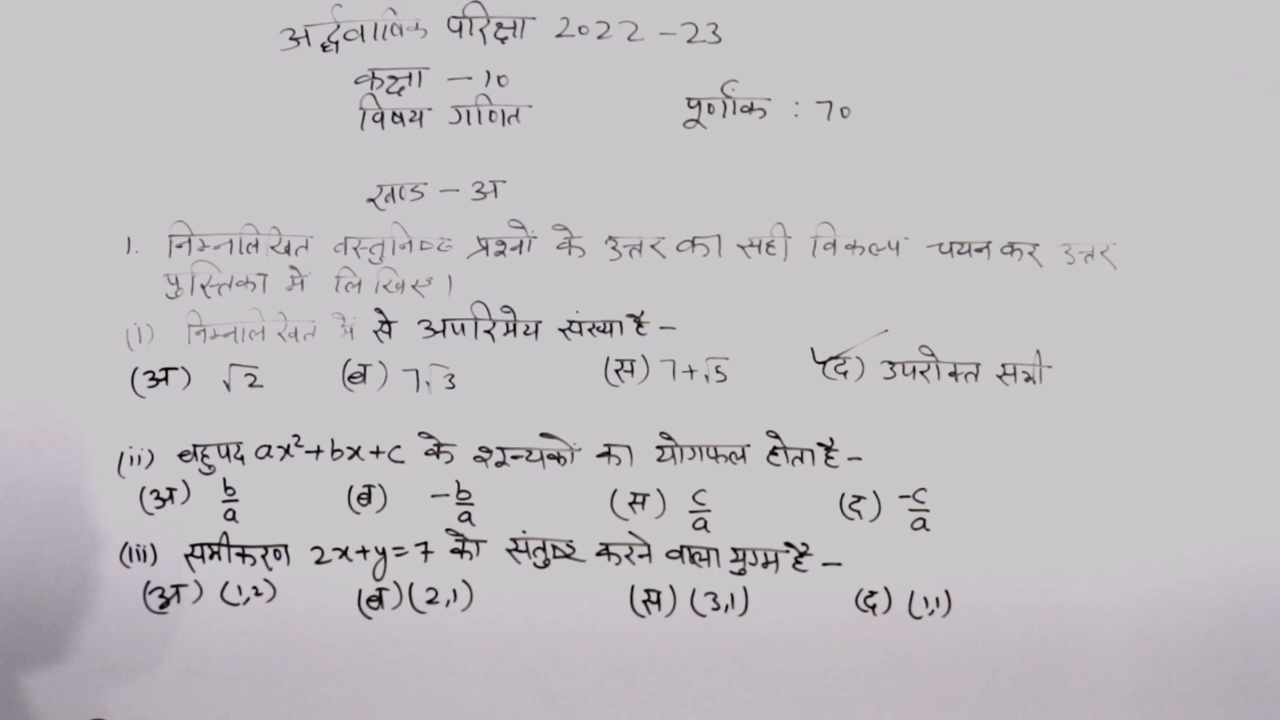 अर्द्धवार्षिक परिक्षा 2022-23
कक्षा - 10
विषय गणित पूर्णांक : 70
खण्ड - अ
1. निम्नलिखित वस्तुनिष्ठ प्रश्नों के उत्तर का सही विकल्प चयन कर उत्तर
पुस्तिका में लिखिए।
(i) निम्नलिखित में से अपरिमेय संख्या है -
(अ) √2 (ब) 7√3 (स) 7+√5 (द) उपरोक्त सभी
(ii) बहुपद ax²+bx+c के शून्यकों का योगफल होता है -
(अ) b/a (ब) -b/a (स) c/a (द) -c/a
(iii) समीकरण 2x+y=7 को संतुष्ट करने वाला युग्म है -
(अ) (1,2) (ब) (2,1) (स) (3,1) (द) (1,1)